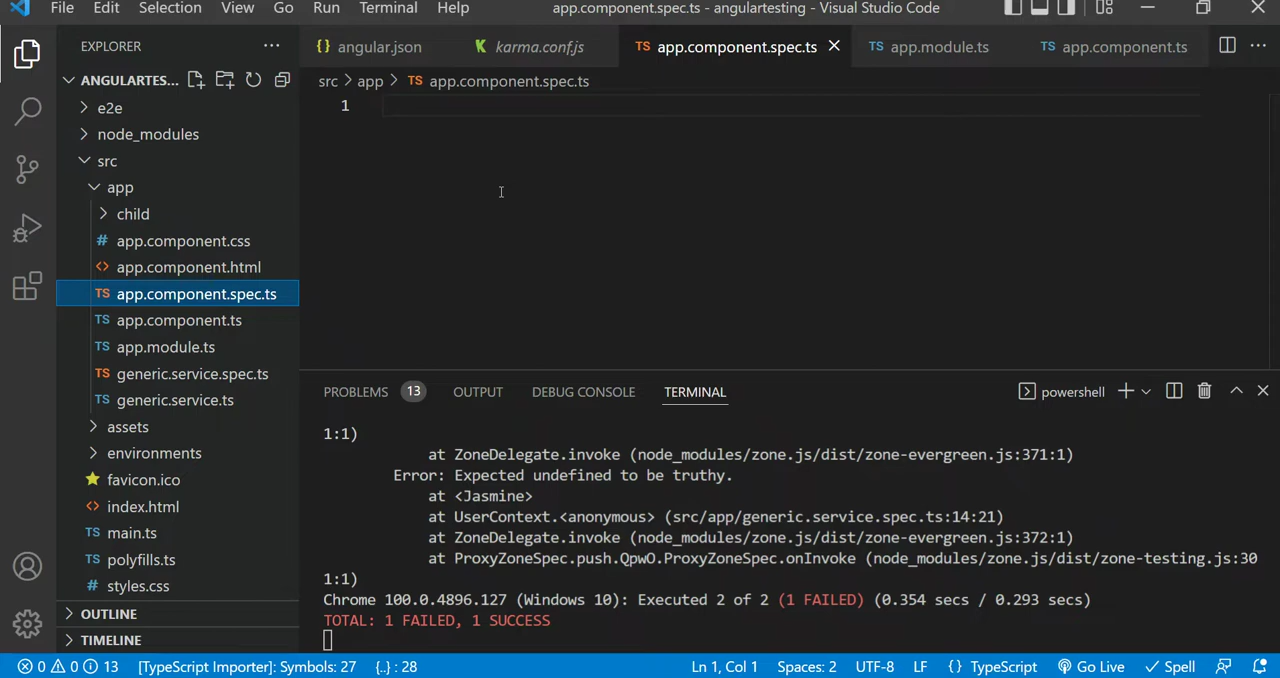 File Edit Selection View Go Run Terminal Help app.component.spec.ts - angulartesting - Visual Studio Code
EXPLORER
{} angular.json karma.conf.js TS app.component.spec.ts TS app.module.ts TS app.component.ts
ANGULARTES...
src > app > TS app.component.spec.ts
1
e2e
node_modules
src
app
child
# app.component.css
<> app.component.html
TS app.component.spec.ts
TS app.component.ts
TS app.module.ts
TS generic.service.spec.ts
TS generic.service.ts
assets
environments
favicon.ico
<> index.html
TS main.ts
TS polyfills.ts
# styles.css
OUTLINE
TIMELINE
PROBLEMS 13 OUTPUT DEBUG CONSOLE TERMINAL powershell
1:1)
at ZoneDelegate.invoke (node_modules/zone.js/dist/zone-evergreen.js:371:1)
Error: Expected undefined to be truthy.
at <Jasmine>
at UserContext.<anonymous> (src/app/generic.service.spec.ts:14:21)
at ZoneDelegate.invoke (node_modules/zone.js/dist/zone-evergreen.js:372:1)
at ProxyZoneSpec.push.QpwO.ProxyZoneSpec.onInvoke (node_modules/zone.js/dist/zone-testing.js:30
1:1)
Chrome 100.0.4896.127 (Windows 10): Executed 2 of 2 (1 FAILED) (0.354 secs / 0.293 secs)
TOTAL: 1 FAILED, 1 SUCCESS
0 0 13 [TypeScript Importer]: Symbols: 27 {..} : 28 Ln 1, Col 1 Spaces: 2 UTF-8 LF {} TypeScript Go Live Spell